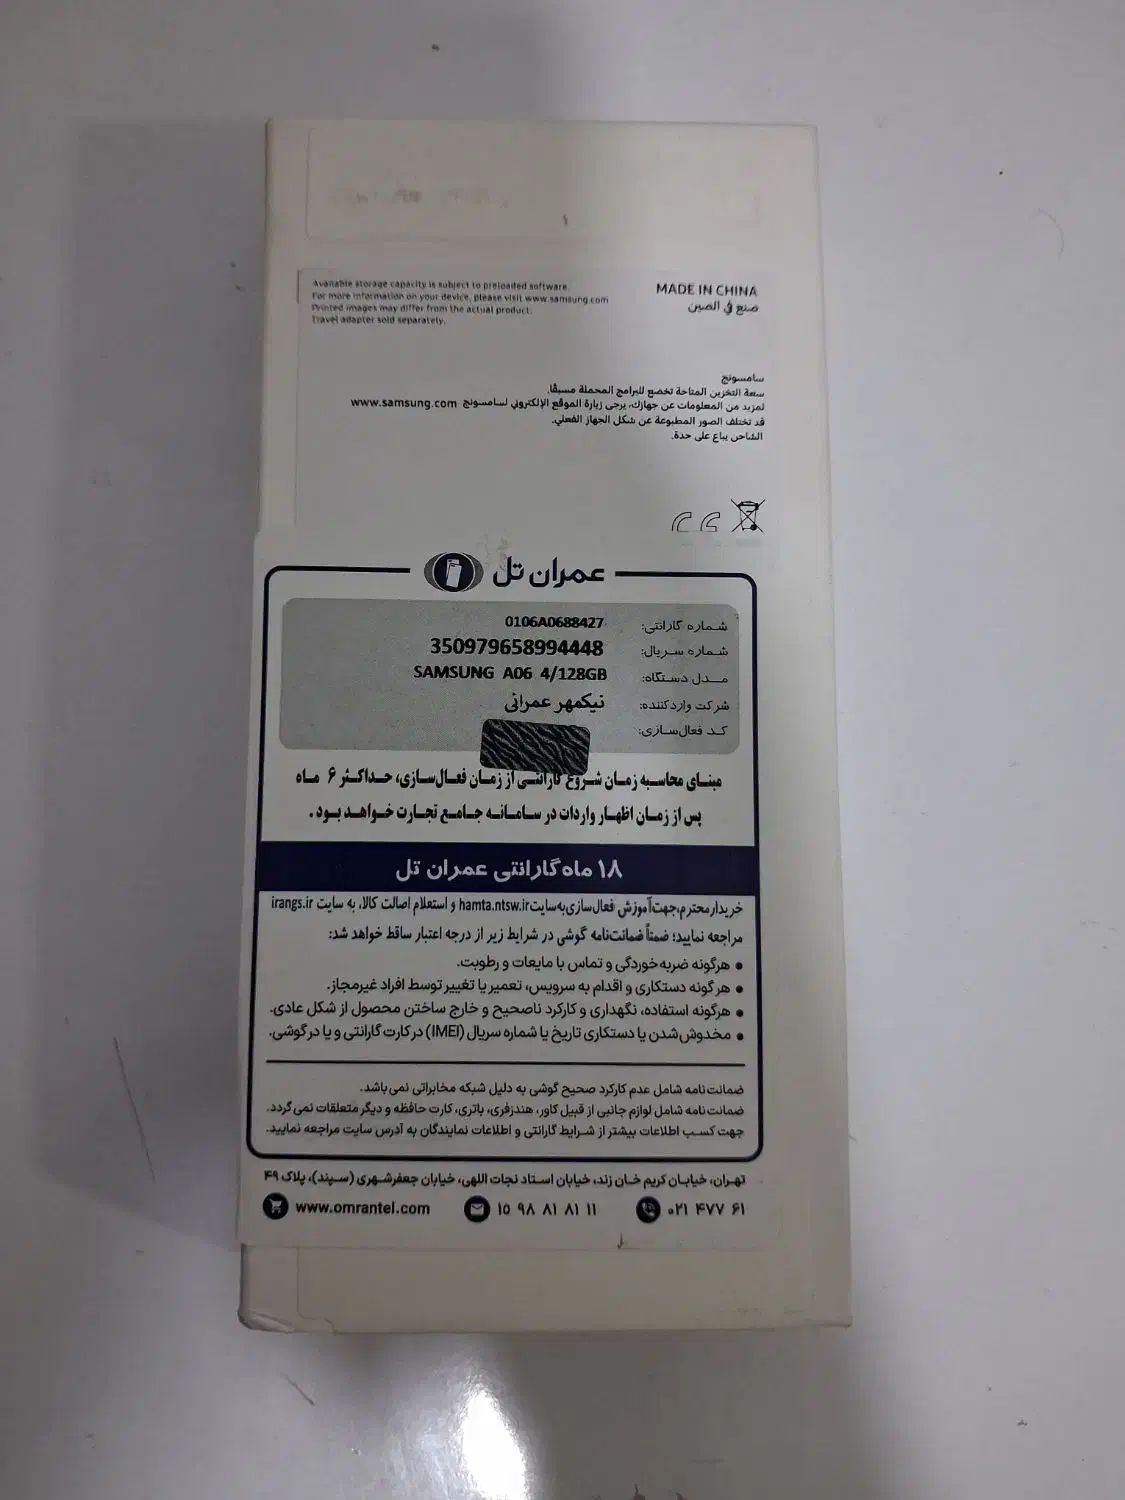 Available storage capacity is subject to preloaded software.
For more information on your device, please visit www.samsung.com
Printed images may differ from the actual product.
Travel adapter sold separately.
MADE IN CHINA
صنع في الصين
سامسونج
سعة التخزين المتاحة تخضع للبرامج المحملة مسبقًا.
لمزيد من المعلومات عن جهازك، يرجى زيارة الموقع الإلكتروني لسامسونج www.samsung.com
قد تختلف الصور المطبوعة عن شكل الجهاز الفعلي.
الشاحن يباع على حدة.
عمران تل
شماره گارانتی: 0106A0688427
شماره سریال: 350979658994448
مدل دستگاه: SAMSUNG A06 4/128GB
شرکت واردکننده: نیکمهر عمرانی
کد فعال‌سازی:
مبنای محاسبه زمان شروع گارانتی از زمان فعال‌سازی، حداکثر ۶ ماه
پس از زمان اظهار واردات در سامانه جامع تجارت خواهد بود.
۱۸ ماه گارانتی عمران تل
خریدار محترم، جهت آموزش فعال‌سازی به سایت hamta.ntsw.ir و استعلام اصالت کالا، به سایت irangs.ir
مراجعه نمایید؛ ضمناً ضمانت‌نامه گوشی در شرایط زیر از درجه اعتبار ساقط خواهد شد:
• هرگونه ضربه‌خوردگی و تماس با مایعات و رطوبت.
• هرگونه دستکاری و اقدام به سرویس، تعمیر یا تغییر توسط افراد غیرمجاز.
• هرگونه استفاده، نگهداری و کارکرد ناصحیح و خارج ساختن محصول از شکل عادی.
• مخدوش شدن یا دستکاری تاریخ یا شماره سریال (IMEI) در کارت گارانتی و یا در گوشی.
ضمانت‌نامه شامل عدم کارکرد صحیح گوشی به دلیل شبکه مخابراتی نمی‌باشد.
ضمانت‌نامه شامل لوازم جانبی از قبیل کاور، هندزفری، باتری، کارت حافظه و دیگر متعلقات نمی‌گردد.
جهت کسب اطلاعات بیشتر از شرایط گارانتی و اطلاعات نمایندگان به آدرس سایت مراجعه نمایید.
تهران، خیابان کریم خان زند، خیابان استاد نجات اللهی، خیابان جعفرشهری (سپند)، پلاک ۴۹
۰۲۱ ۴۷۷ ۶۱
۱۵ ۹۸ ۸۱ ۸۱ ۱۱
www.omrantel.com